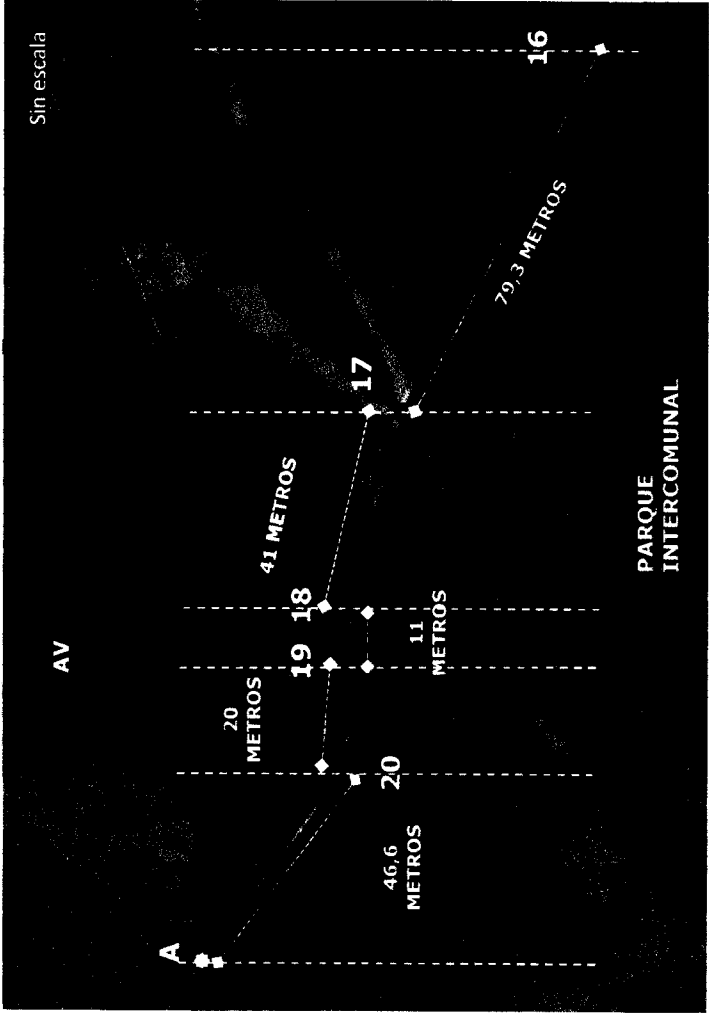 Sin escala
AV
A
46,6
METROS
20
20
METROS
19
11
METROS
18
41 METROS
17
79,3 METROS
16
PARQUE
INTERCOMUNAL